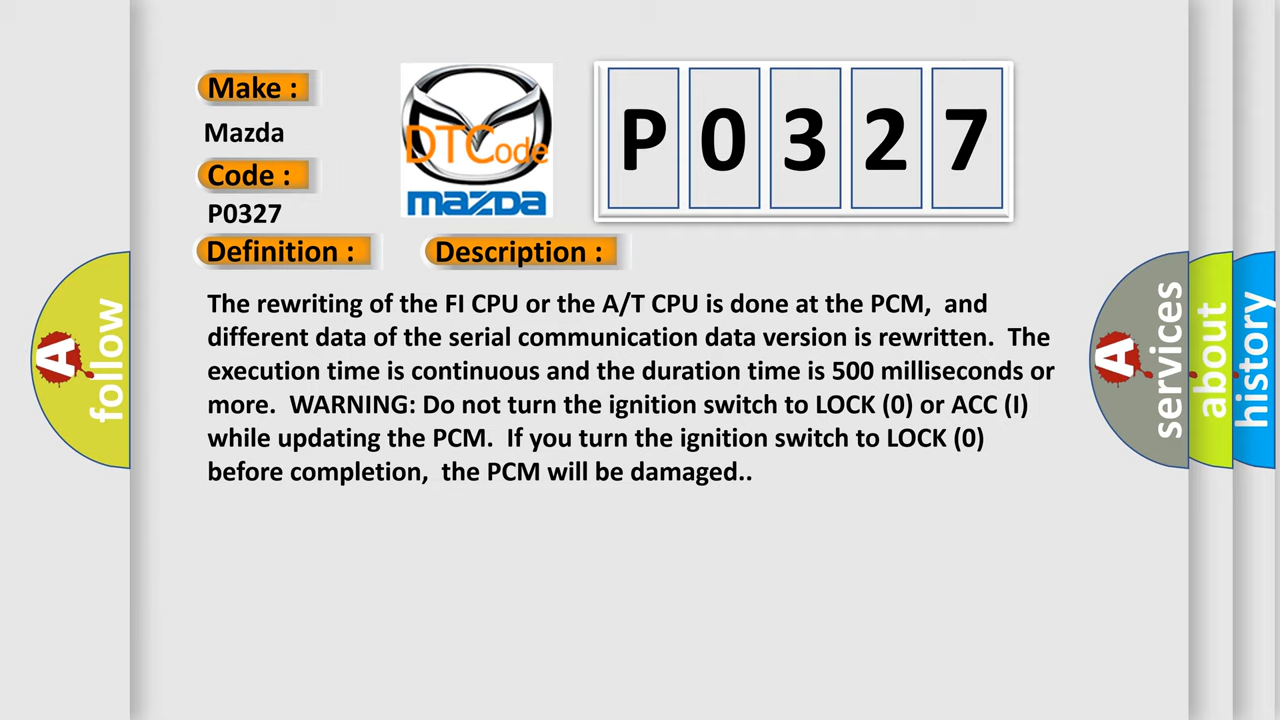 Make :
Mazda
Code :
P0327
Definition :
Description :
DTCode
mazda
P 0 3 2 7
The rewriting of the FI CPU or the A/T CPU is done at the PCM, and
different data of the serial communication data version is rewritten. The
execution time is continuous and the duration time is 500 milliseconds or
more. WARNING: Do not turn the ignition switch to LOCK (0) or ACC (I)
while updating the PCM. If you turn the ignition switch to LOCK (0)
before completion, the PCM will be damaged..
A follow
A services
about
history